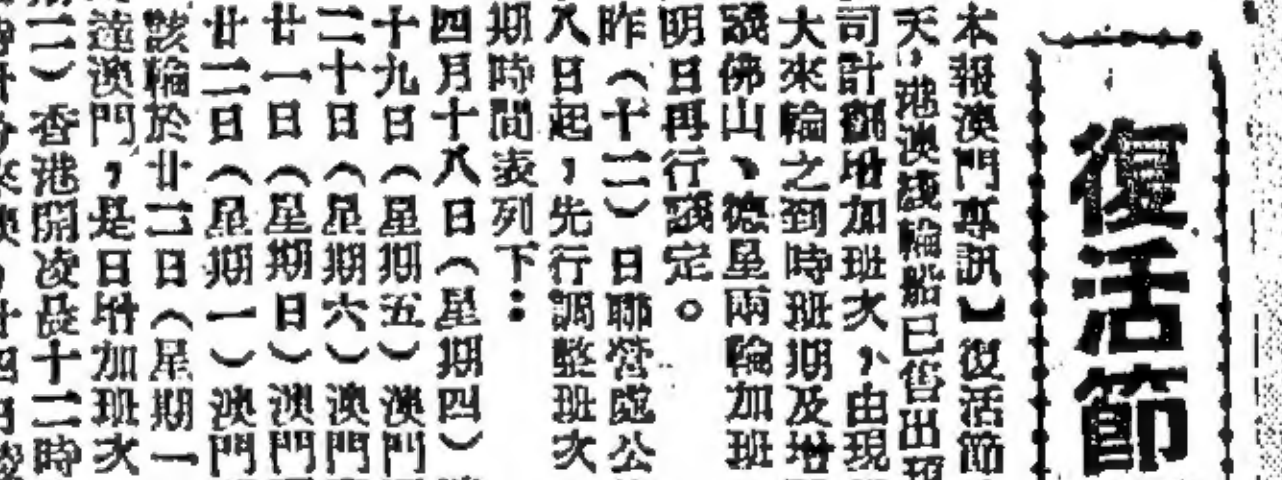 復活節
本報澳門專訊】復活節
天,港澳綫輪船已售出
司計劃增加班次,由現
大來輪之到時班期及增
議佛山、德星兩輪加班
明日再行議定。
昨(十二)日聯營處公
八日起,先行調整班次
期時間表列下:
四月十八日(星期四)
十九日(星期五)澳門
二十日(星期六)澳門
廿一日(星期日)澳門
廿二日(星期一)澳門
該輪於廿二日(星期一
達澳門,是日增加班次
一)香港開凌晨十二時